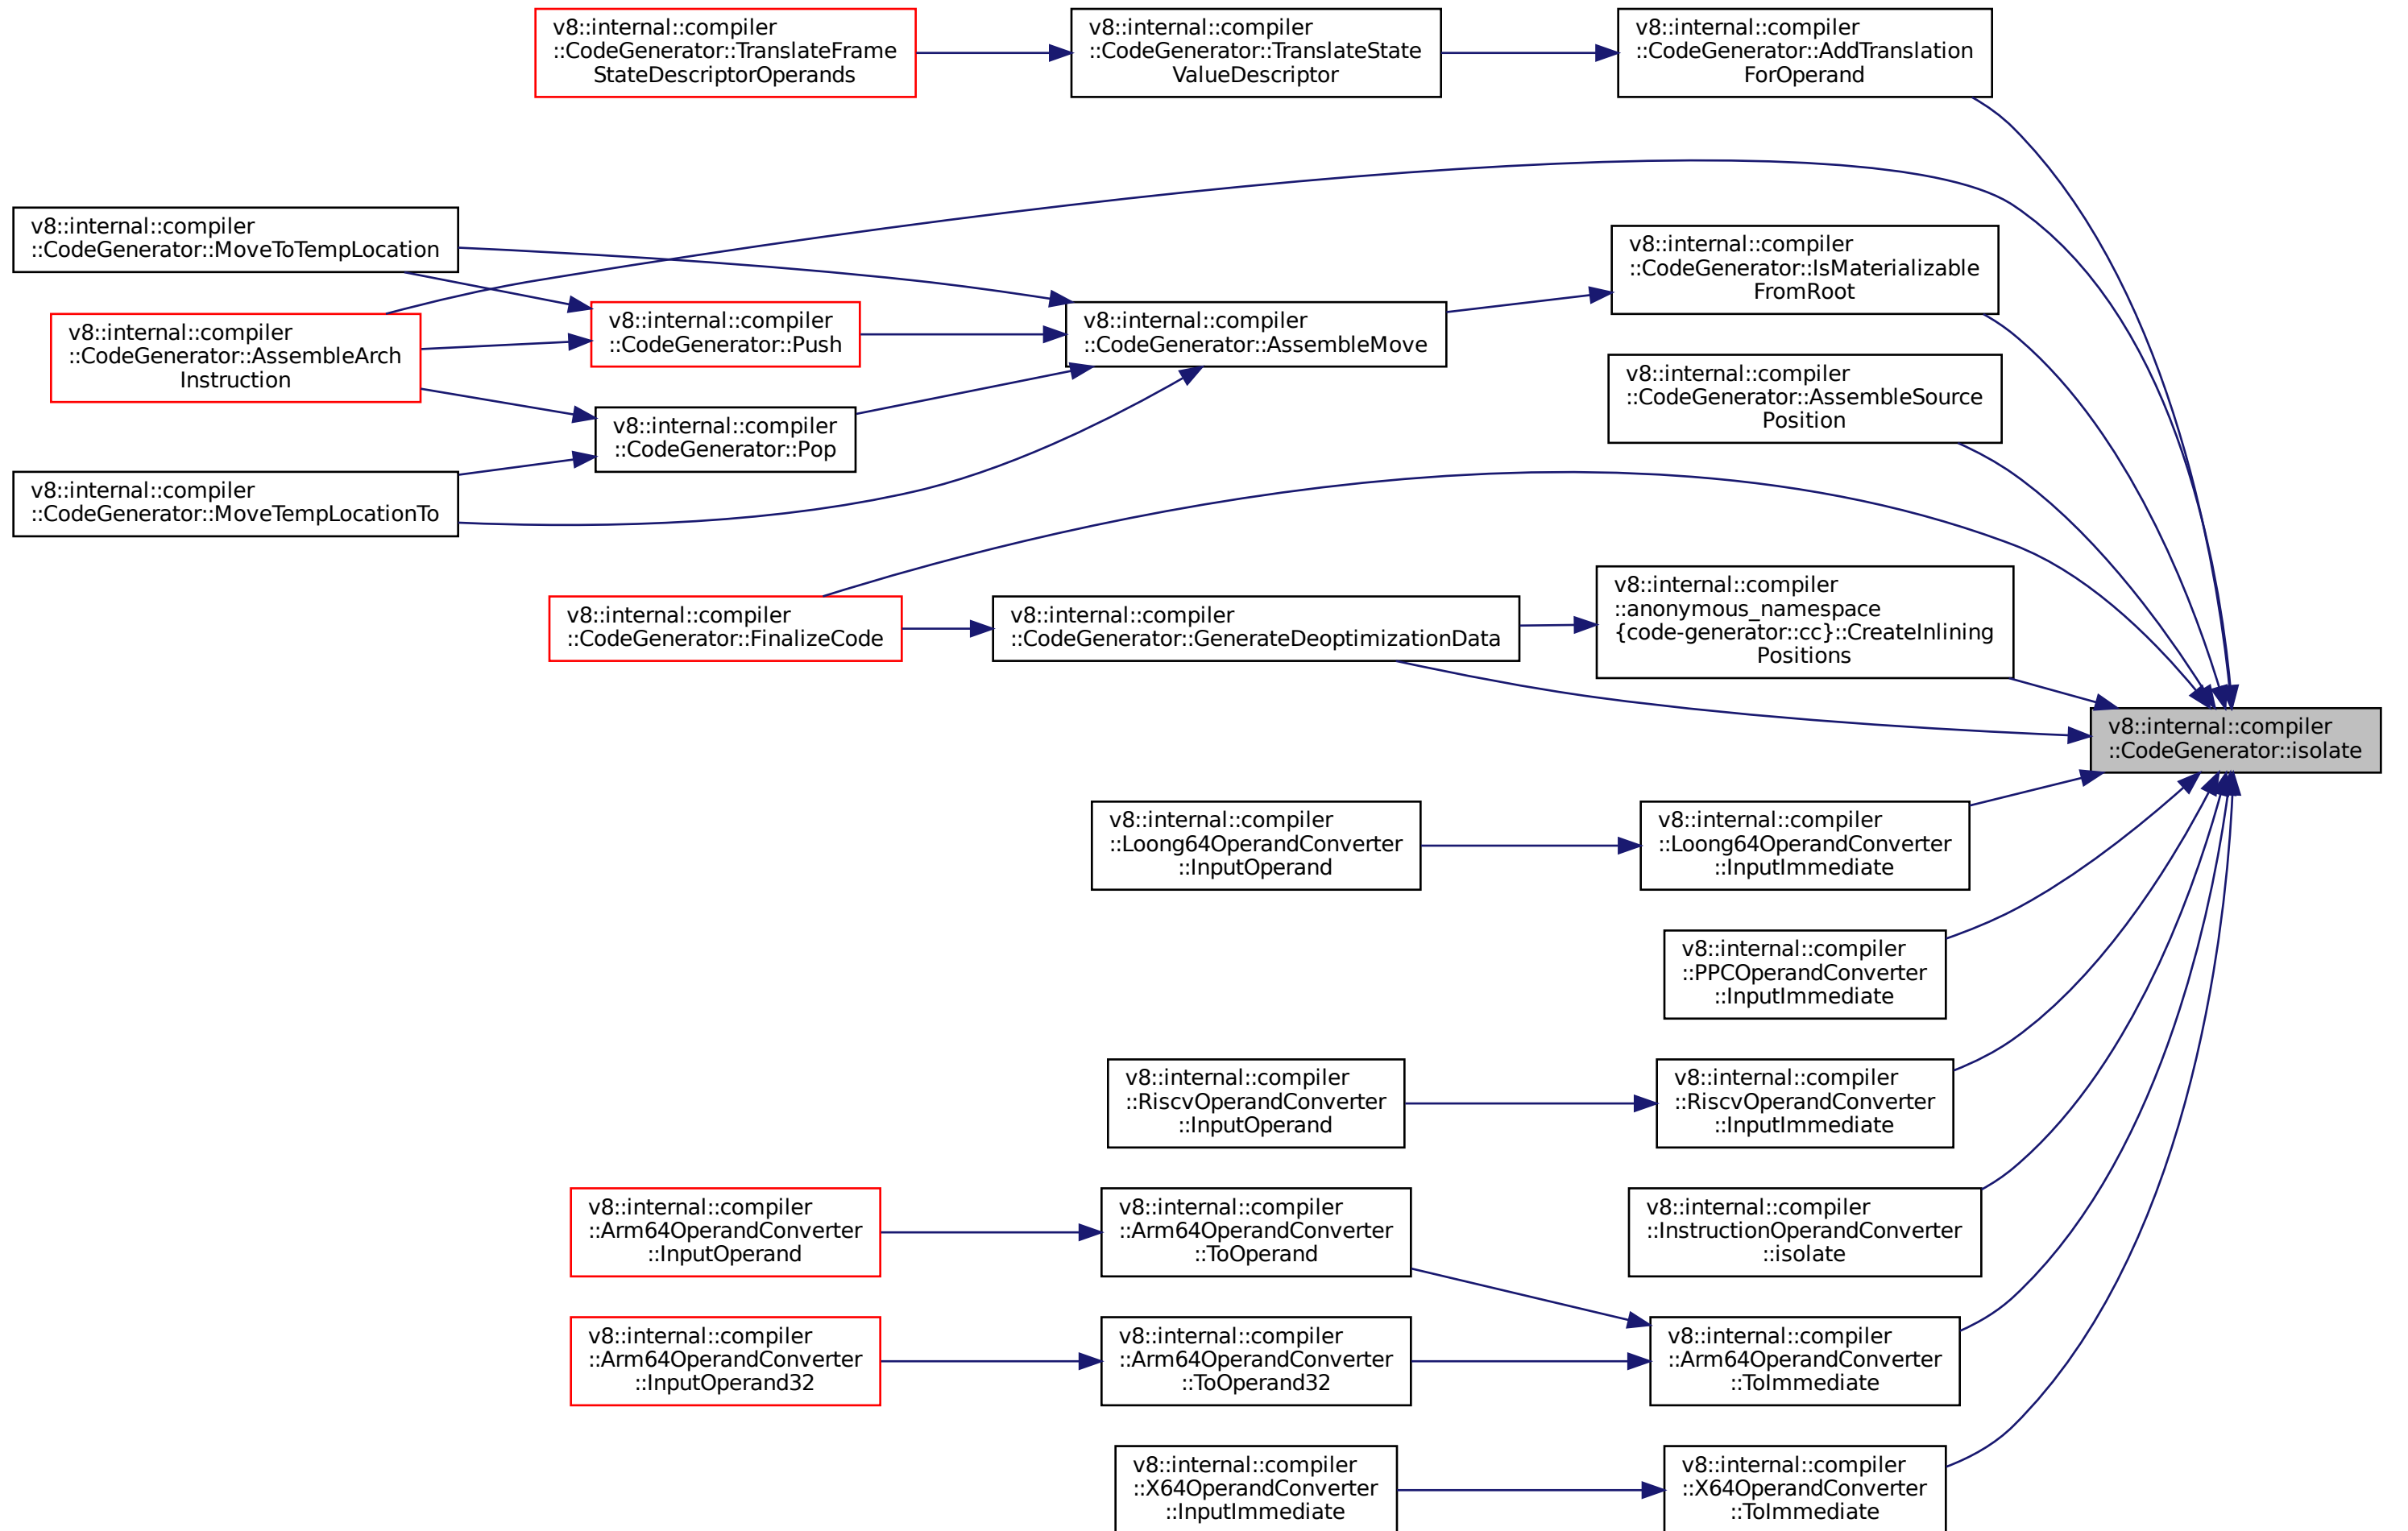 v8::internal::compiler
::CodeGenerator::TranslateFrame
StateDescriptorOperands
v8::internal::compiler
::CodeGenerator::TranslateState
ValueDescriptor
v8::internal::compiler
::CodeGenerator::AddTranslation
ForOperand
v8::internal::compiler
::CodeGenerator::MoveToTempLocation
v8::internal::compiler
::CodeGenerator::IsMaterializable
FromRoot
v8::internal::compiler
::CodeGenerator::AssembleArch
Instruction
v8::internal::compiler
::CodeGenerator::Push
v8::internal::compiler
::CodeGenerator::AssembleMove
v8::internal::compiler
::CodeGenerator::AssembleSource
Position
v8::internal::compiler
::CodeGenerator::Pop
v8::internal::compiler
::CodeGenerator::MoveTempLocationTo
v8::internal::compiler
::CodeGenerator::FinalizeCode
v8::internal::compiler
::CodeGenerator::GenerateDeoptimizationData
v8::internal::compiler
::anonymous_namespace
{code-generator::cc}::CreateInlining
Positions
v8::internal::compiler
::CodeGenerator::isolate
v8::internal::compiler
::Loong64OperandConverter
::InputOperand
v8::internal::compiler
::Loong64OperandConverter
::InputImmediate
v8::internal::compiler
::PPCOperandConverter
::InputImmediate
v8::internal::compiler
::RiscvOperandConverter
::InputOperand
v8::internal::compiler
::RiscvOperandConverter
::InputImmediate
v8::internal::compiler
::Arm64OperandConverter
::InputOperand
v8::internal::compiler
::Arm64OperandConverter
::ToOperand
v8::internal::compiler
::InstructionOperandConverter
::isolate
v8::internal::compiler
::Arm64OperandConverter
::InputOperand32
v8::internal::compiler
::Arm64OperandConverter
::ToOperand32
v8::internal::compiler
::Arm64OperandConverter
::ToImmediate
v8::internal::compiler
::X64OperandConverter
::InputImmediate
v8::internal::compiler
::X64OperandConverter
::ToImmediate